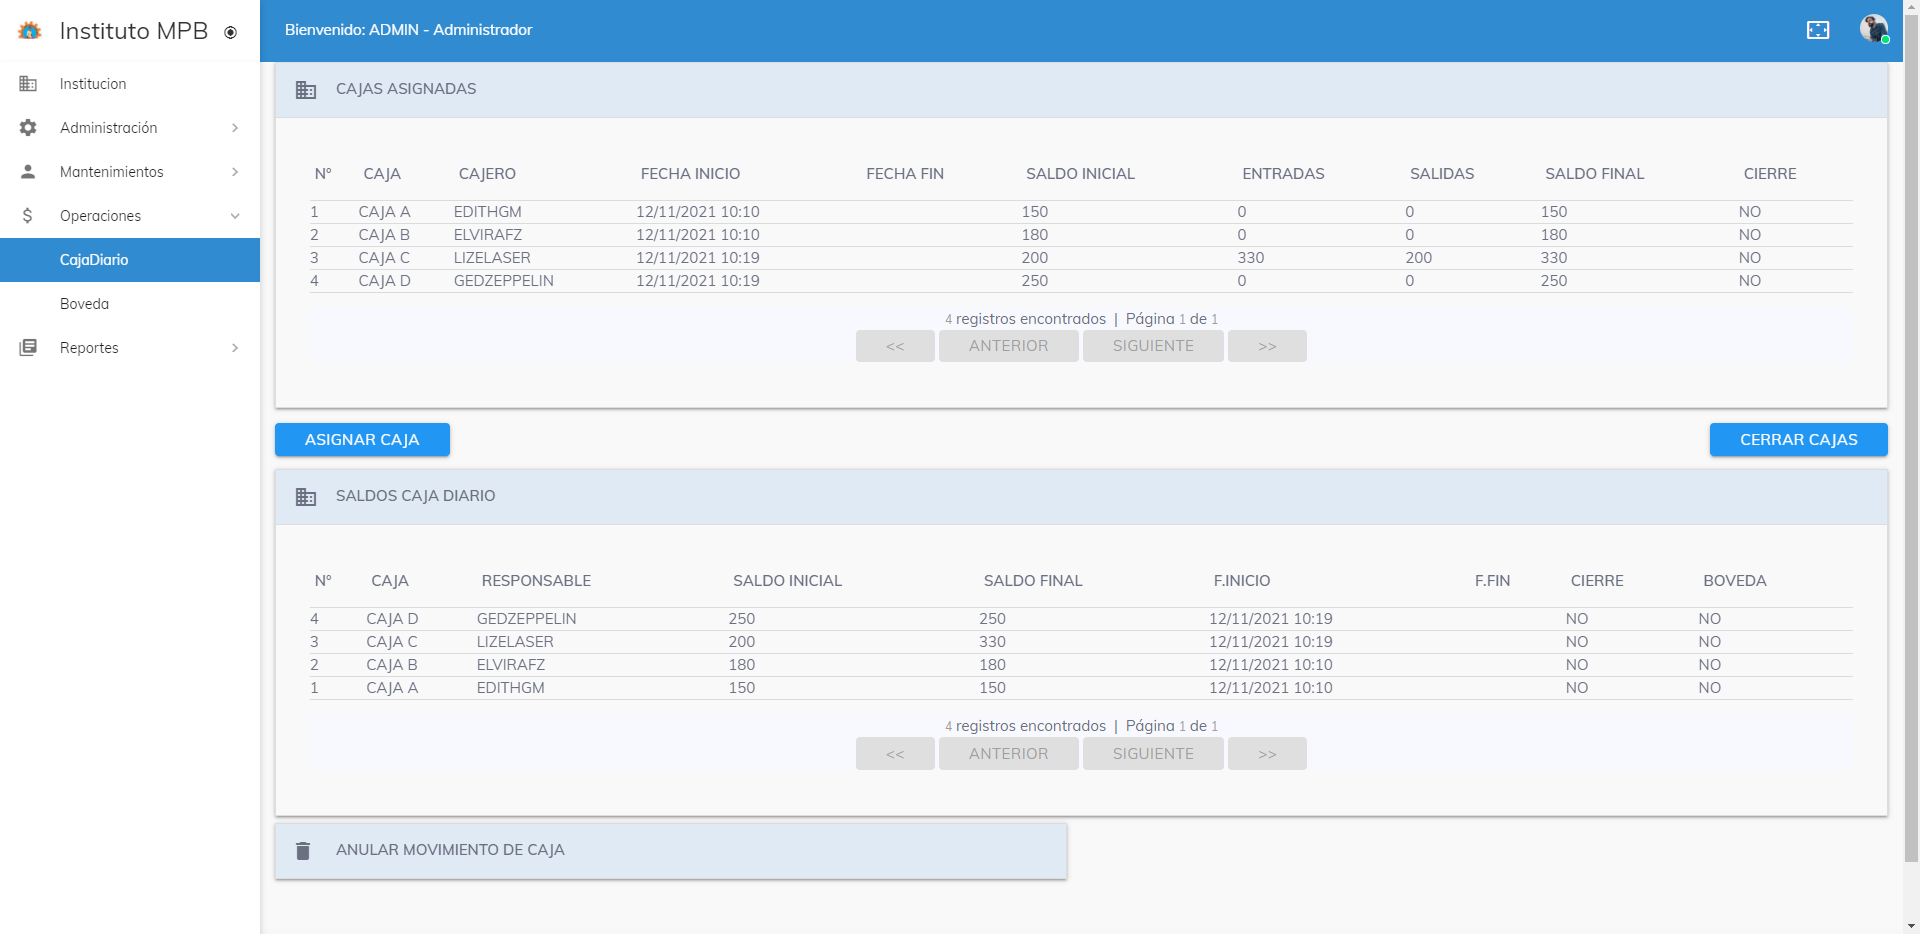 Instituto MPB
Bienvenido: ADMIN - Administrador
Institucion
Administración
Mantenimientos
Operaciones
CajaDiario
Boveda
Reportes
CAJAS ASIGNADAS
N° CAJA CAJERO FECHA INICIO FECHA FIN SALDO INICIAL ENTRADAS SALIDAS SALDO FINAL CIERRE
1 CAJA A EDITHGM 12/11/2021 10:10 150 0 0 150 NO
2 CAJA B ELVIRAFZ 12/11/2021 10:10 180 0 0 180 NO
3 CAJA C LIZELASER 12/11/2021 10:19 200 330 200 330 NO
4 CAJA D GEDZEPPELIN 12/11/2021 10:19 250 0 0 250 NO
4 registros encontrados | Página 1 de 1
<< ANTERIOR SIGUIENTE >>
ASIGNAR CAJA CERRAR CAJAS
SALDOS CAJA DIARIO
N° CAJA RESPONSABLE SALDO INICIAL SALDO FINAL F.INICIO F.FIN CIERRE BOVEDA
4 CAJA D GEDZEPPELIN 250 250 12/11/2021 10:19 NO NO
3 CAJA C LIZELASER 200 330 12/11/2021 10:19 NO NO
2 CAJA B ELVIRAFZ 180 180 12/11/2021 10:10 NO NO
1 CAJA A EDITHGM 150 150 12/11/2021 10:10 NO NO
4 registros encontrados | Página 1 de 1
<< ANTERIOR SIGUIENTE >>
ANULAR MOVIMIENTO DE CAJA